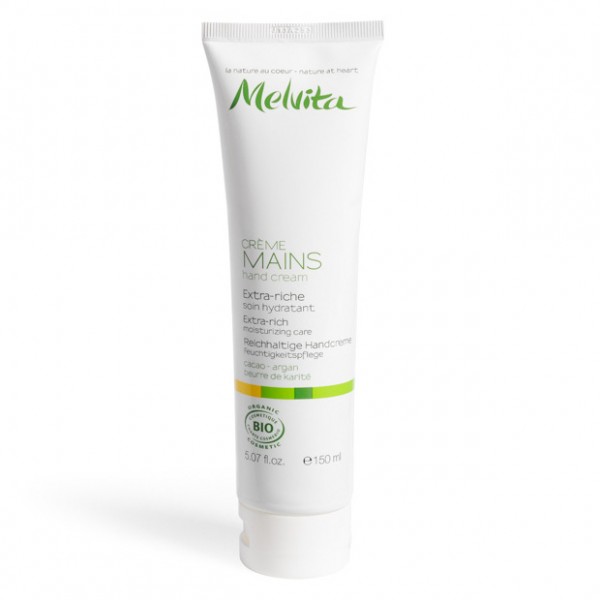 la nature au coeur - nature at heart
Melvita
CRÈME
MAINS
hand cream
Extra-riche
soin hydratant
Extra-rich
moisturizing care
Reichhaltige Handcreme
Feuchtigkeitspflege
cacao - argan
beurre de karité
ORGANIC
COSMETIQUE
BIO
COSMETIC
5.07 fl.oz. ℮150 ml